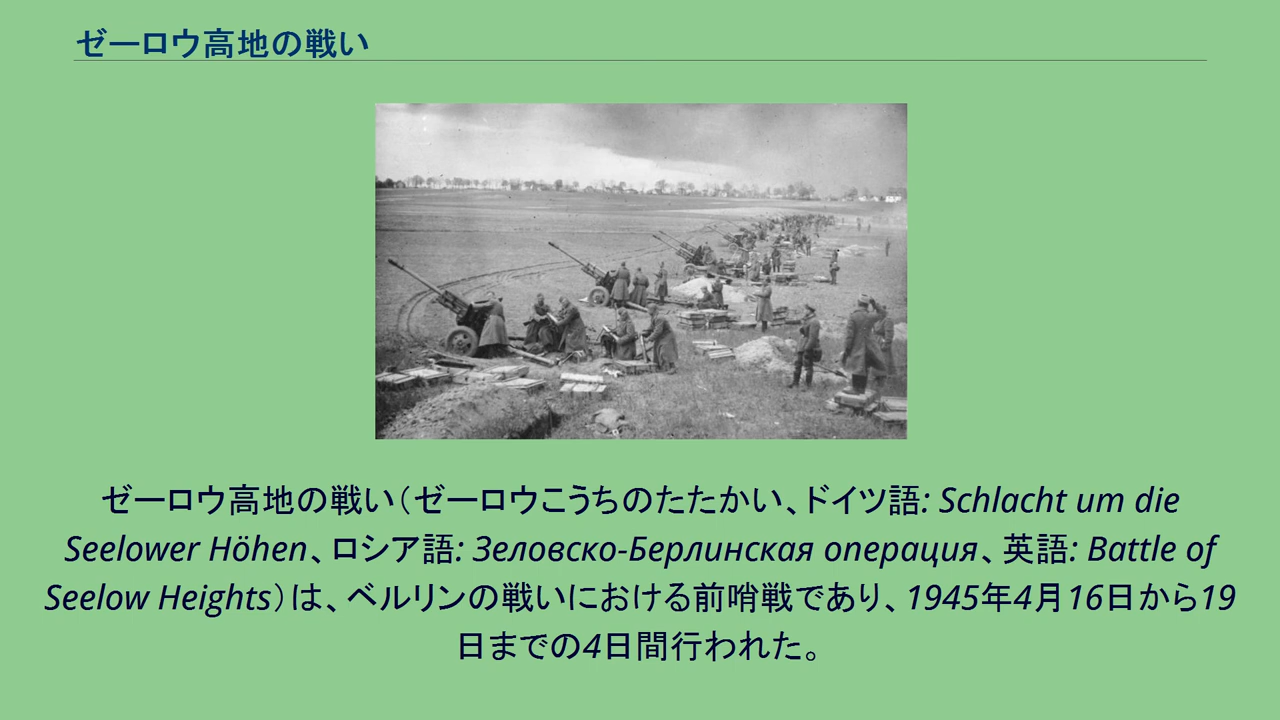 ゼーロウ高地の戦い
ゼーロウ高地の戦い（ゼーロウこうちのたたかい、ドイツ語: Schlacht um die
Seelower Höhen、ロシア語: Зеловско-Берлинская операция、英語: Battle of
Seelow Heights）は、ベルリンの戦いにおける前哨戦であり、1945年4月16日から19
日までの4日間行われた。